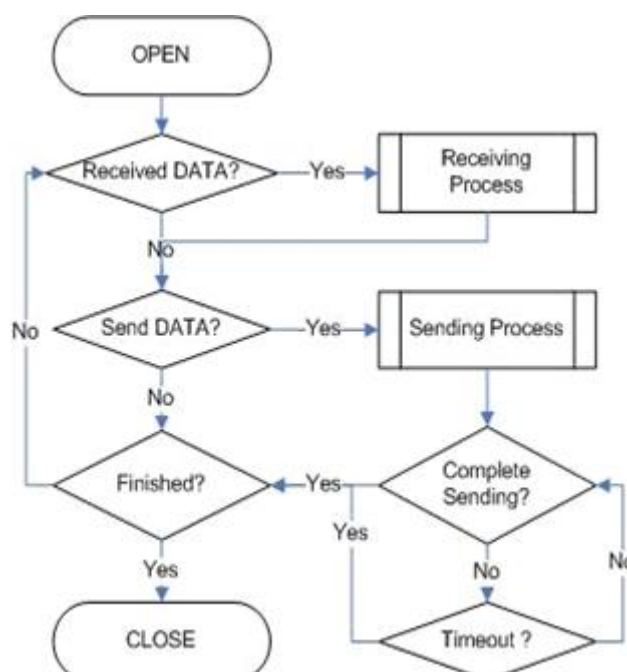 OPEN
Received DATA?
Yes
Receiving
Process
No
Send DATA?
Yes
Sending Process
No
No
Finished?
Yes
Complete
Sending?
Yes
No
No
Yes
CLOSE
Timeout ?